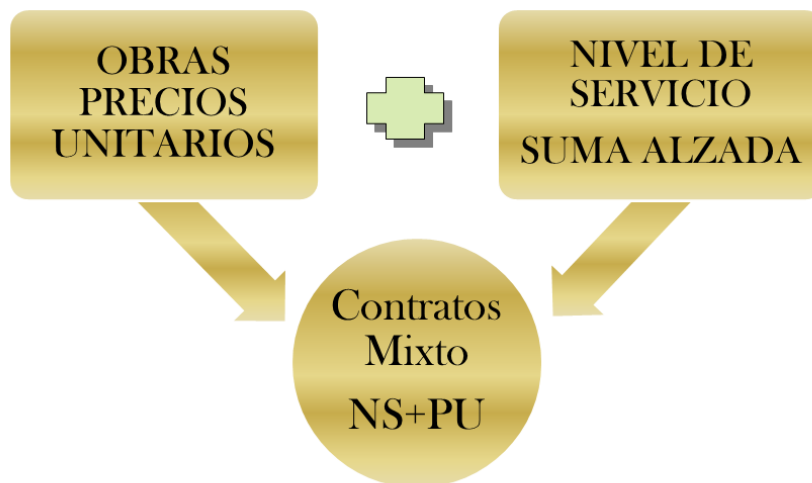 OBRAS
PRECIOS
UNITARIOS
NIVEL DE
SERVICIO
SUMA ALZADA
Contratos
Mixto
NS+PU